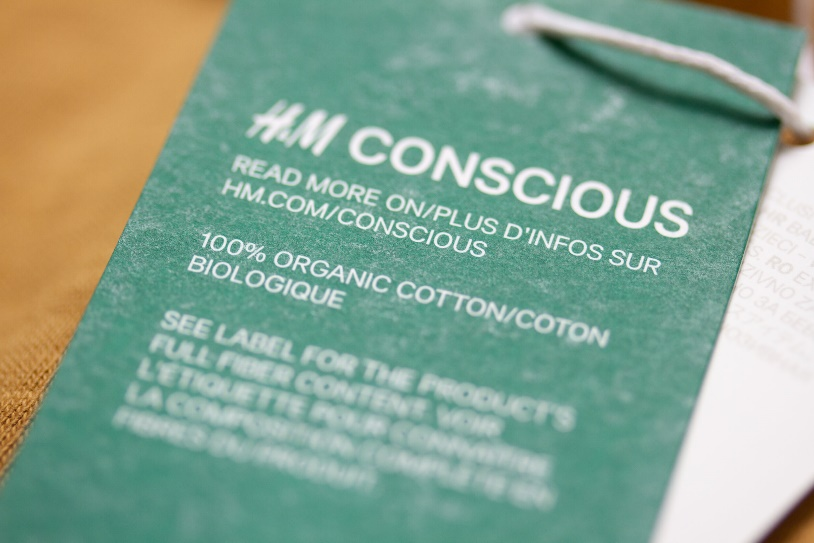 H&M CONSCIOUS
READ MORE ON/PLUS D'INFOS SUR
HM.COM/CONSCIOUS
100% ORGANIC COTTON/COTON
BIOLOGIQUE
SEE LABEL FOR THE PRODUCT'S
FULL FIBER CONTENT. VOIR
L'ÉTIQUETTE POUR CONNAÎTRE
LA COMPOSITION COMPLÈTE EN
FIBRES DU PRODUIT